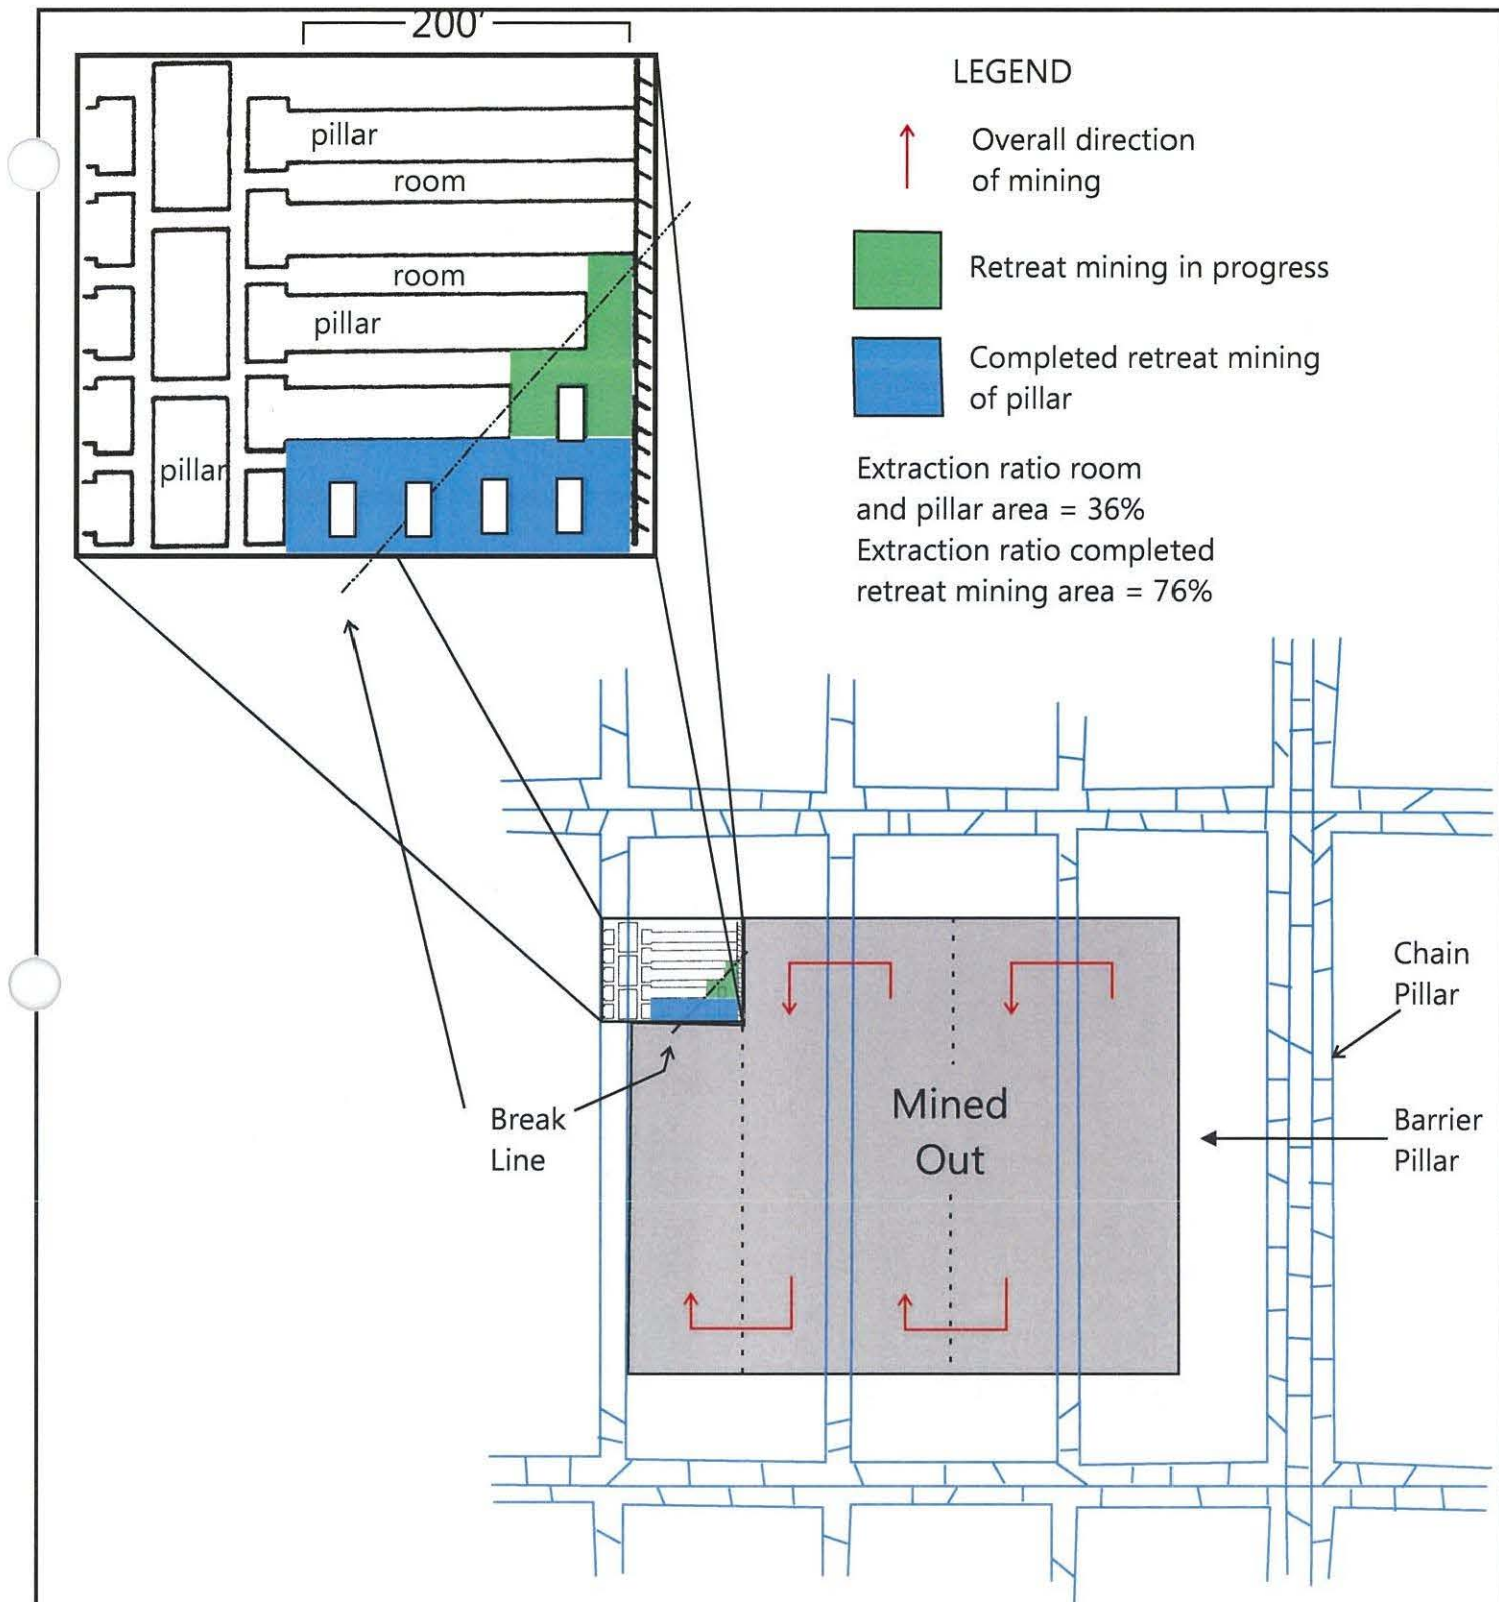 200'
pillar
room
room
pillar
pillar
LEGEND
Overall direction
of mining
Retreat mining in progress
Completed retreat mining
of pillar
Extraction ratio room
and pillar area = 36%
Extraction ratio completed
retreat mining area = 76%
Chain
Pillar
Break
Line
Mined
Out
Barrier
Pillar